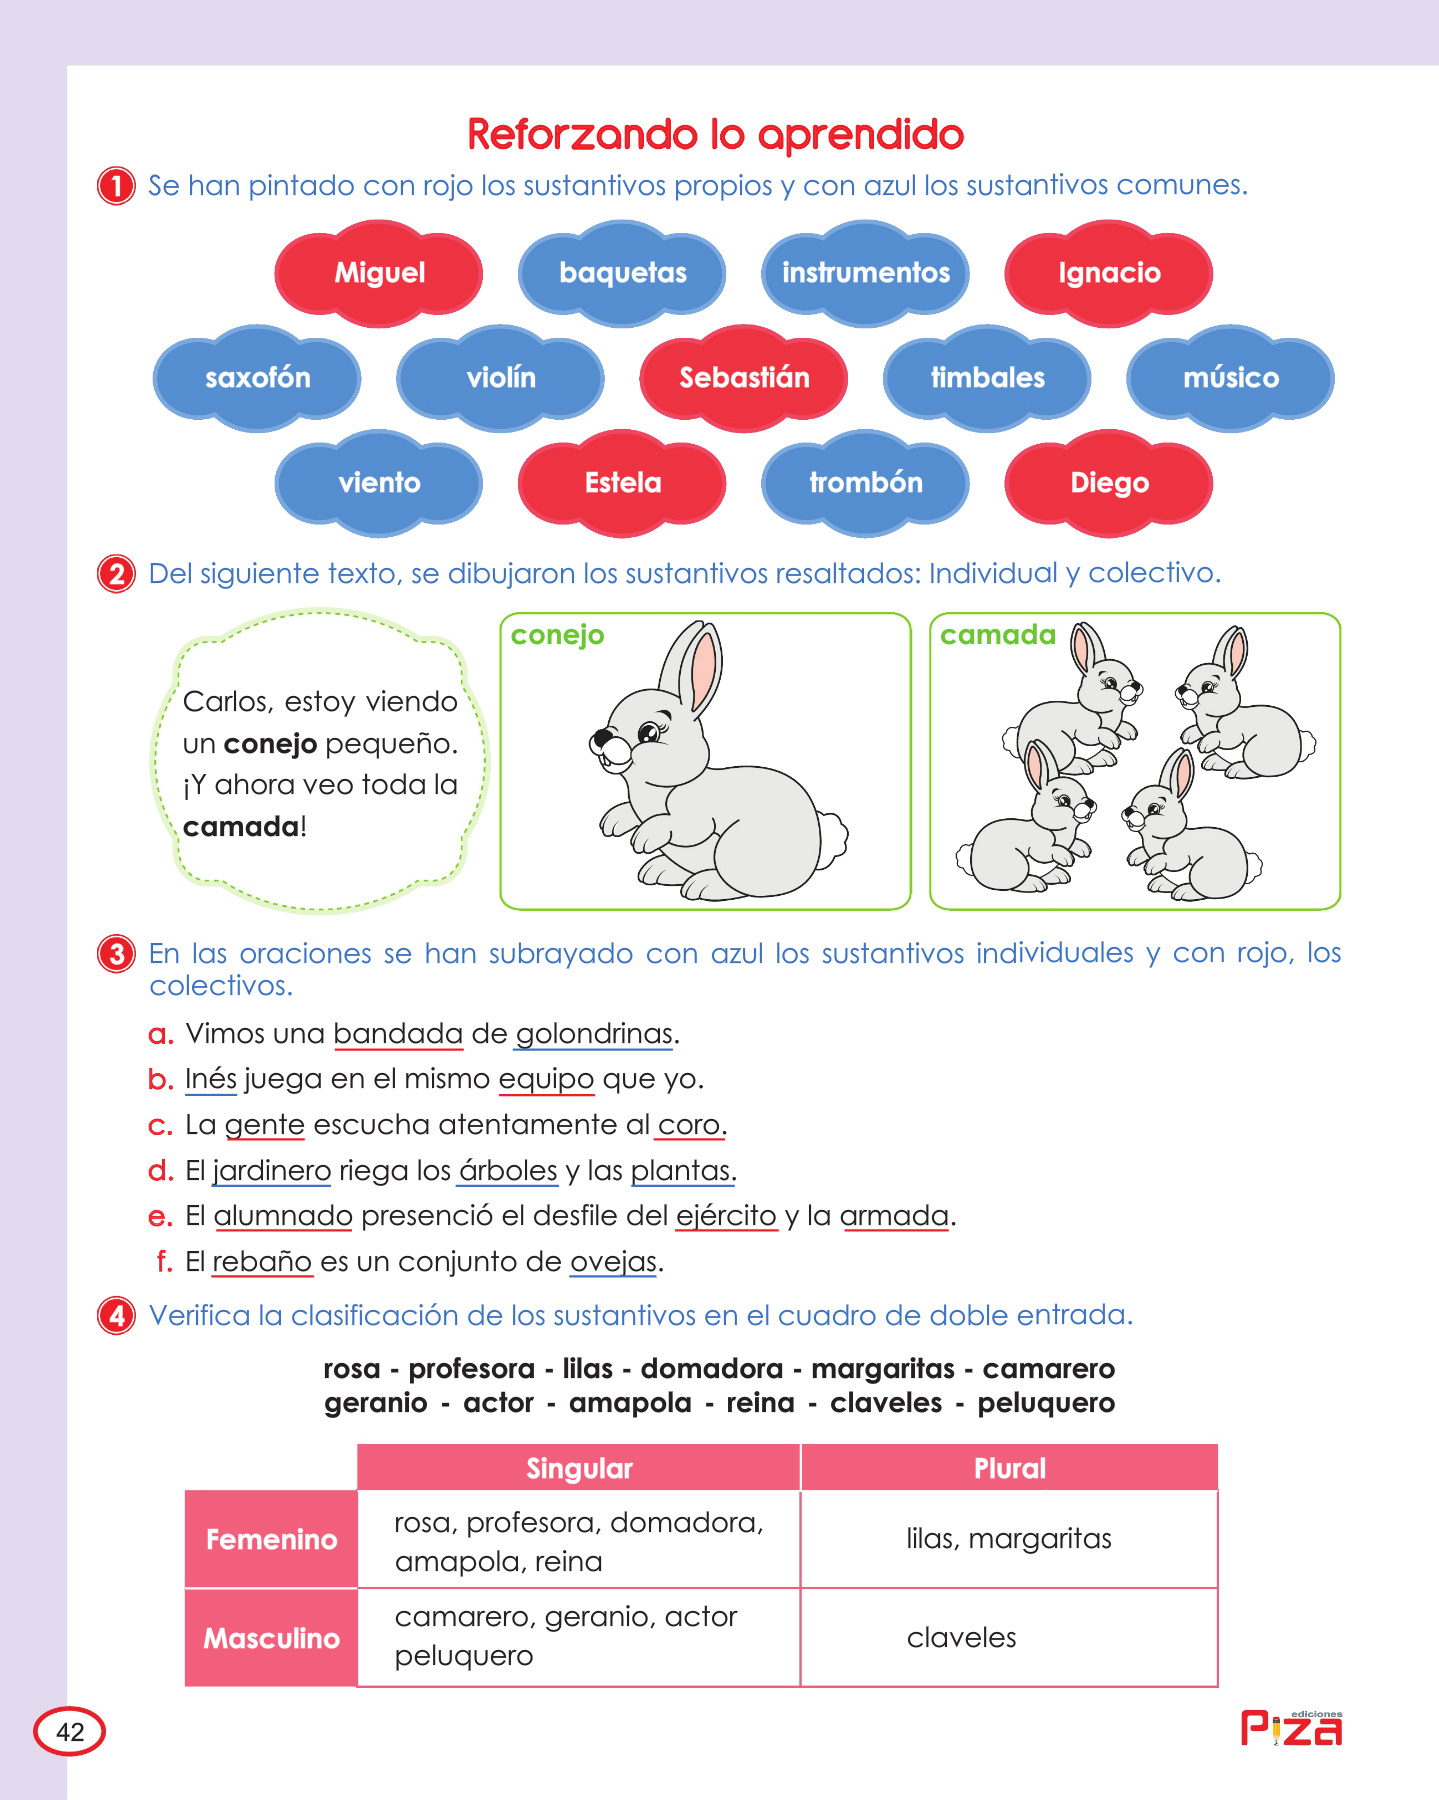 Reforzando lo aprendido
1 Se han pintado con rojo los sustantivos propios y con azul los sustantivos comunes.
Miguel baquetas instrumentos Ignacio
saxofón violín Sebastián timbales músico
viento Estela trombón Diego
2 Del siguiente texto, se dibujaron los sustantivos resaltados: Individual y colectivo.
Carlos, estoy viendo
un conejo pequeño.
¡Y ahora veo toda la
camada!
conejo
camada
3 En las oraciones se han subrayado con azul los sustantivos individuales y con rojo, los
colectivos.
a. Vimos una bandada de golondrinas.
b. Inés juega en el mismo equipo que yo.
c. La gente escucha atentamente al coro.
d. El jardinero riega los árboles y las plantas.
e. El alumnado presenció el desfile del ejército y la armada.
f. El rebaño es un conjunto de ovejas.
4 Verifica la clasificación de los sustantivos en el cuadro de doble entrada.
rosa - profesora - lilas - domadora - margaritas - camarero
geranio - actor - amapola - reina - claveles - peluquero
Singular Plural
Femenino
rosa, profesora, domadora,
amapola, reina
lilas, margaritas
Masculino
camarero, geranio, actor
peluquero
claveles
42
ediciones
Piza